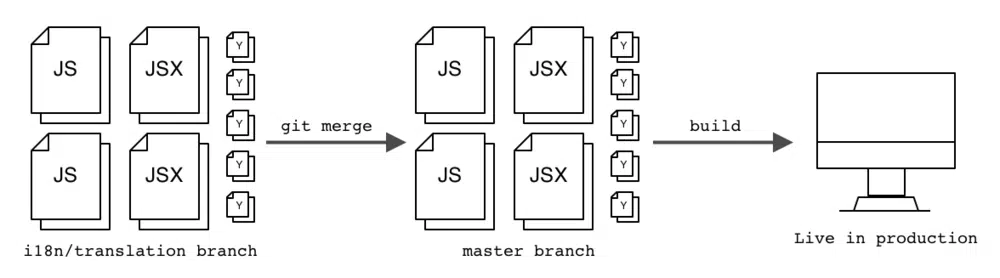 JS
JSX
Y
Y
Y
Y
Y
JS
JSX
i18n/translation branch
git merge
JS
JSX
Y
Y
Y
Y
Y
JS
JSX
master branch
build
Live in production